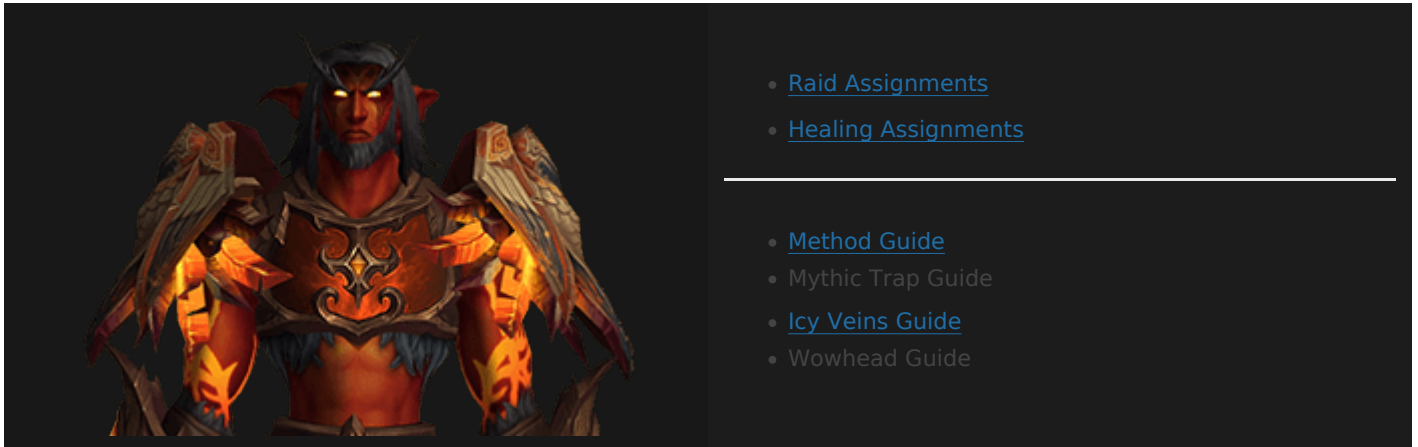 Raid Assignments
Healing Assignments
Method Guide
Mythic Trap Guide
Icy Veins Guide
Wowhead Guide